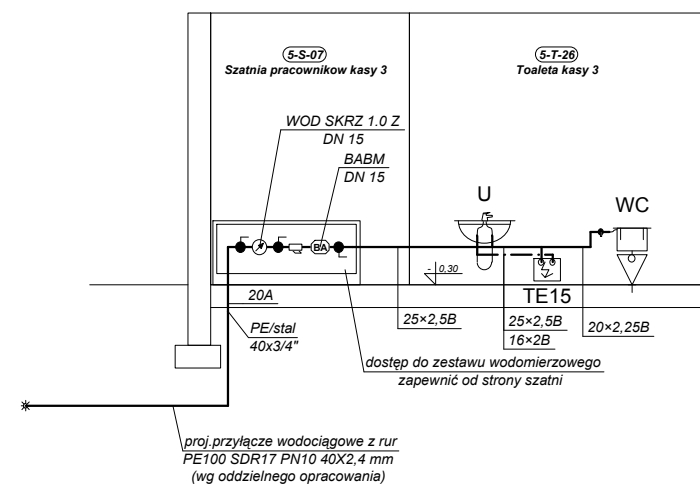 5-S-07
Szatnia pracownikow kasy 3
5-T-26
Toaleta kasy 3
WOD SKRZ 1.0 Z
DN 15
BABM
DN 15
U
WC
BA
- 0,30
TE15
20A
PE/stal
40x3/4"
25×2,5B
25×2,5B
16×2B
20×2,25B
dostęp do zestawu wodomierzowego
zapewnić od strony szatni
proj.przyłącze wodociągowe z rur
PE100 SDR17 PN10 40X2,4 mm
(wg oddzielnego opracowania)